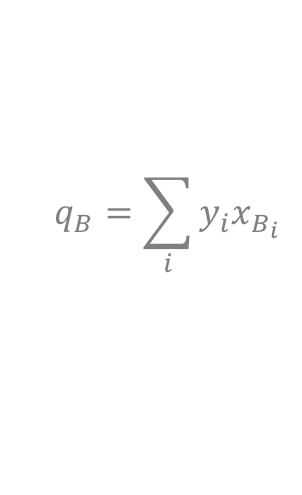 $q_B = \sum_i y_i x_{B_i}$